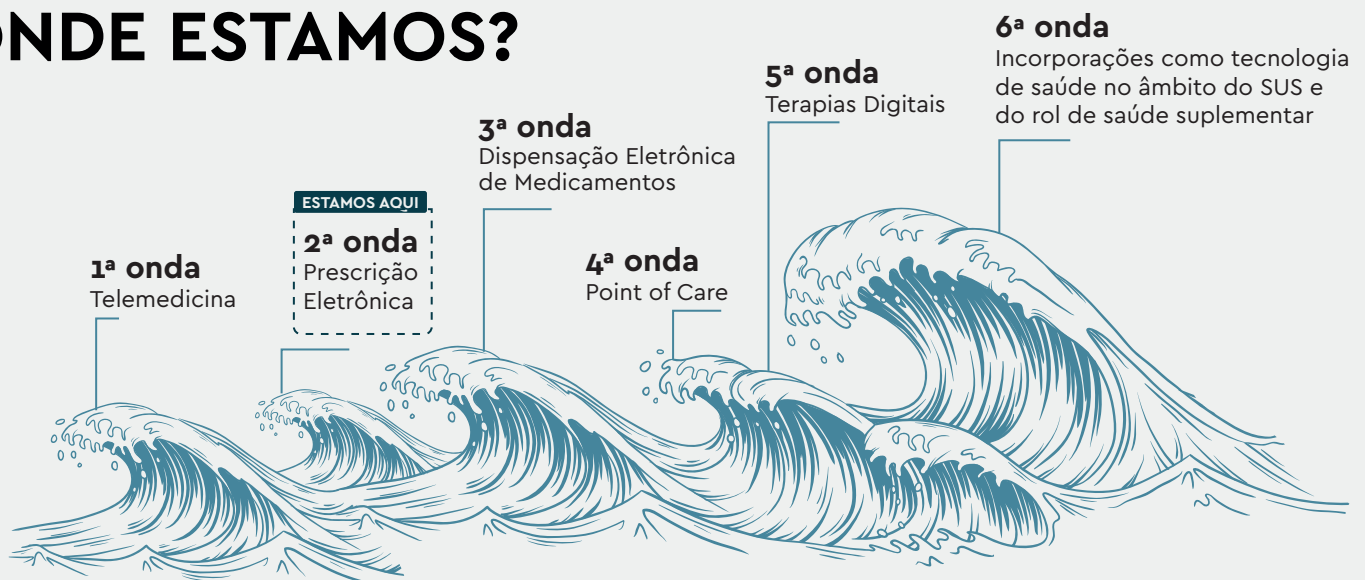 ONDE ESTAMOS?
1ª onda
Telemedicina
ESTAMOS AQUI
2ª onda
Prescrição
Eletrônica
3ª onda
Dispensação Eletrônica
de Medicamentos
4ª onda
Point of Care
5ª onda
Terapias Digitais
6ª onda
Incorporações como tecnologia
de saúde no âmbito do SUS e
do rol de saúde suplementar